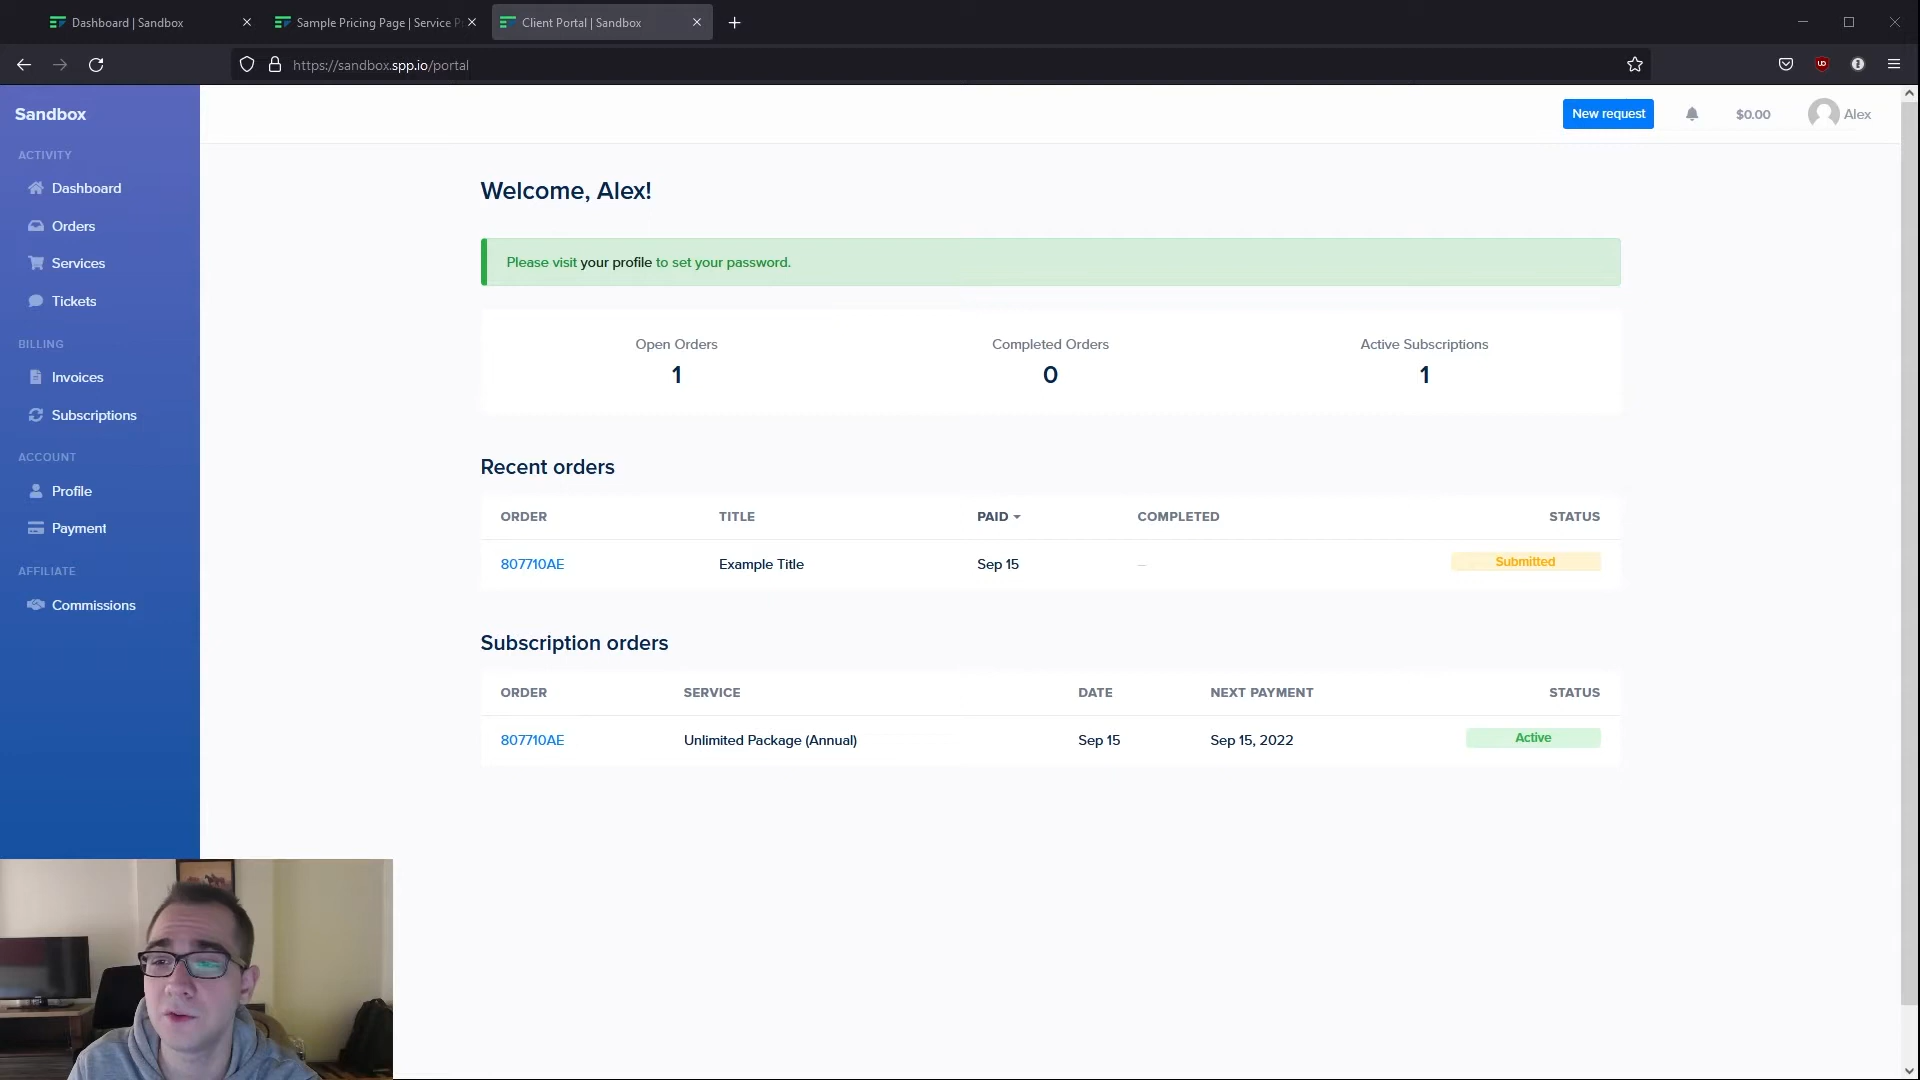 Dashboard | Sandbox
Sample Pricing Page | Service P
Client Portal | Sandbox
https://sandbox.spp.io/portal
Sandbox
New request
$0.00
Alex
ACTIVITY
Dashboard
Orders
Services
Tickets
BILLING
Invoices
Subscriptions
ACCOUNT
Profile
Payment
AFFILIATE
Commissions
Welcome, Alex!
Please visit your profile to set your password.
Open Orders
1
Completed Orders
0
Active Subscriptions
1
Recent orders
ORDER TITLE PAID COMPLETED STATUS
807710AE Example Title Sep 15 – Submitted
Subscription orders
ORDER SERVICE DATE NEXT PAYMENT STATUS
807710AE Unlimited Package (Annual) Sep 15 Sep 15, 2022 Active